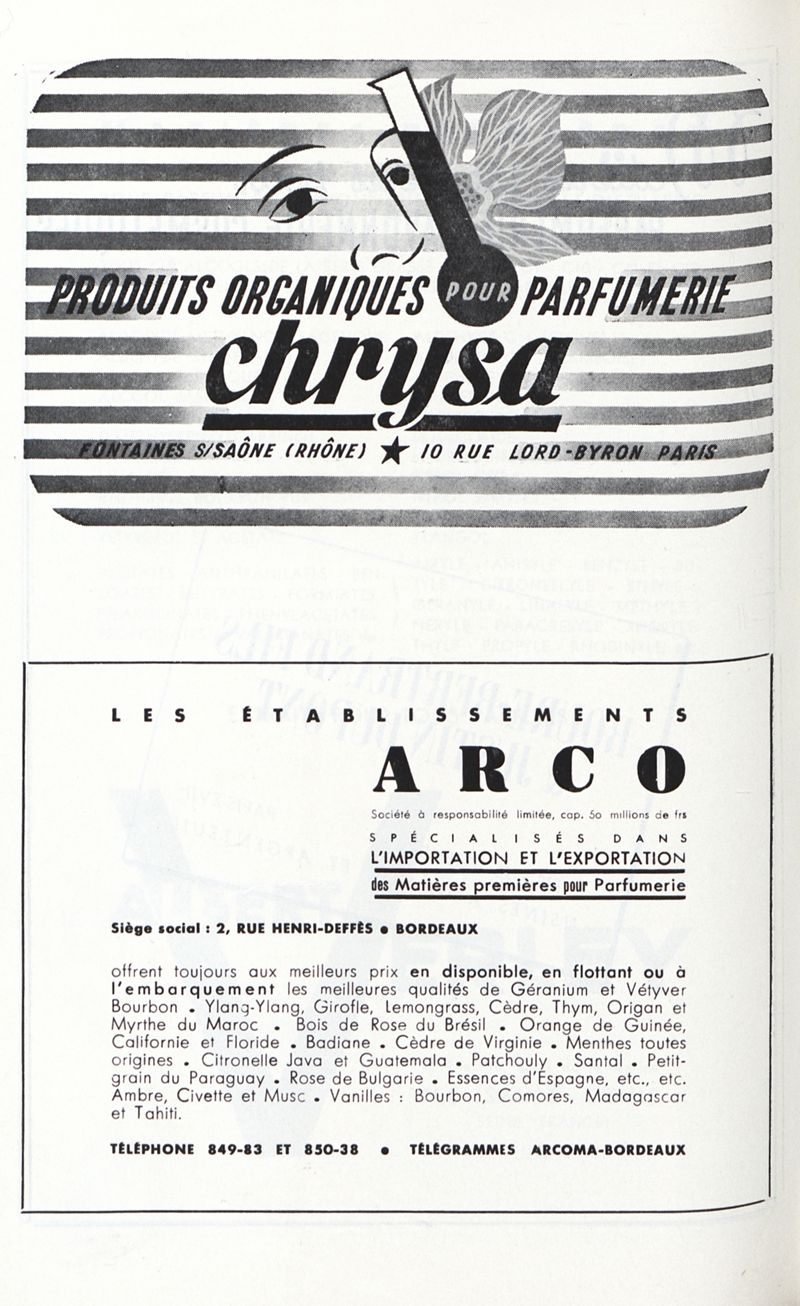 PRODUITS ORGANIQUES POUR PARFUMERIE
chrysa
FONTAINES S/SAÔNE (RHÔNE) ★ 10 RUE LORD-BYRON PARIS
LES ÉTABLISSEMENTS
ARCO
Société à responsabilité limitée, cap. 50 millions de frs
SPÉCIALISÉS DANS
L'IMPORTATION ET L'EXPORTATION
des Matières premières pour Parfumerie
Siège social : 2, RUE HENRI-DEFFÈS • BORDEAUX
offrent toujours aux meilleurs prix en disponible, en flottant ou à
l'embarquement les meilleures qualités de Géranium et Vétyver
Bourbon • Ylang-Ylang, Girofle, Lemongrass, Cèdre, Thym, Origan et
Myrthe du Maroc • Bois de Rose du Brésil • Orange de Guinée,
Californie et Floride • Badiane • Cèdre de Virginie • Menthes toutes
origines • Citronelle Java et Guatemala • Patchouly • Santal • Petit-
grain du Paraguay • Rose de Bulgarie • Essences d'Espagne, etc., etc.
Ambre, Civette et Musc • Vanilles : Bourbon, Comores, Madagascar
et Tahiti.
TÉLÉPHONE 849-83 ET 850-38 • TÉLÉGRAMMES ARCOMA-BORDEAUX